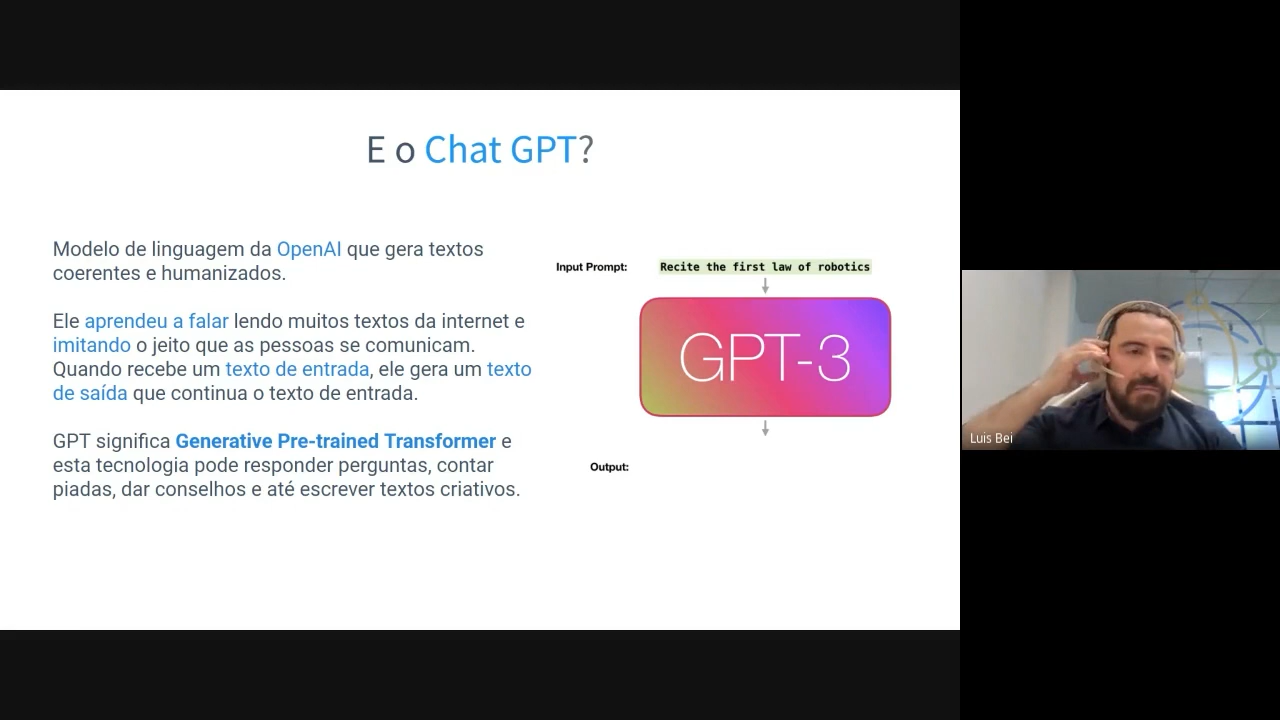 E o Chat GPT?
Modelo de linguagem da OpenAI que gera textos
coerentes e humanizados.
Ele aprendeu a falar lendo muitos textos da internet e
imitando o jeito que as pessoas se comunicam.
Quando recebe um texto de entrada, ele gera um texto
de saída que continua o texto de entrada.
GPT significa Generative Pre-trained Transformer e
esta tecnologia pode responder perguntas, contar
piadas, dar conselhos e até escrever textos criativos.
Input Prompt: Recite the first law of robotics
GPT-3
Output:
Luis Bei